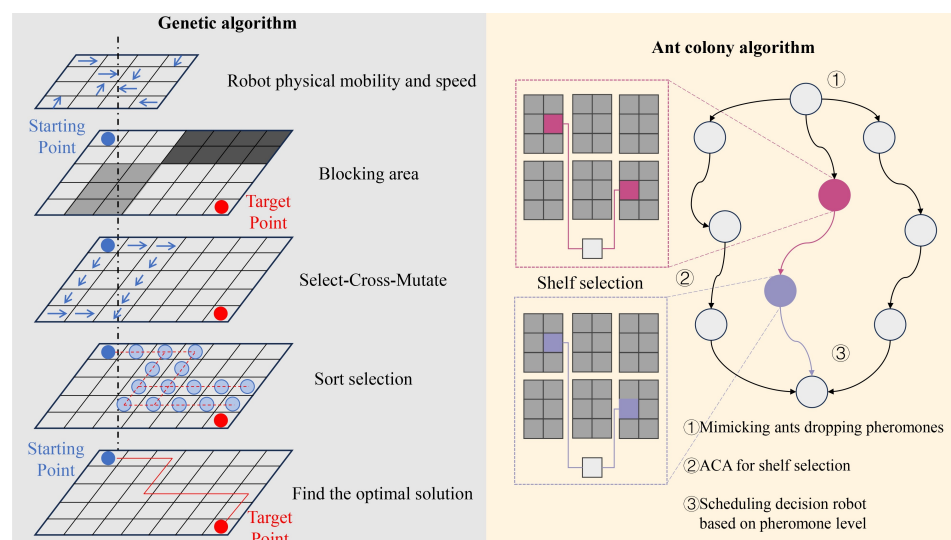 Genetic algorithm
Robot physical mobility and speed
Starting
Point
Blocking area
Target
Point
Select-Cross-Mutate
Sort selection
Starting
Point
Find the optimal solution
Target
Point
Ant colony algorithm
①
Shelf selection
②
③
①Mimicking ants dropping pheromones
②ACA for shelf selection
③Scheduling decision robot
based on pheromone level